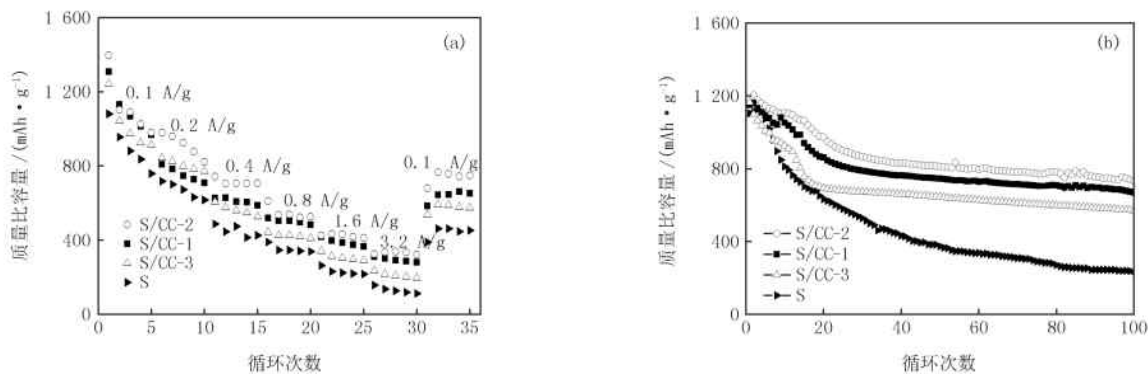 1 600
1 200
800
400
0
质量比容量/(mAh·g⁻¹)
(a)
0.1 A/g
0.2 A/g
0.4 A/g
0.8 A/g
1.6 A/g
3.2 A/g
0.1 A/g
S/CC-2
S/CC-1
S/CC-3
S
0 5 10 15 20 25 30 35
循环次数
1 600
1 200
800
400
0
质量比容量/(mAh·g⁻¹)
(b)
S/CC-2
S/CC-1
S/CC-3
S
0 20 40 60 80 100
循环次数